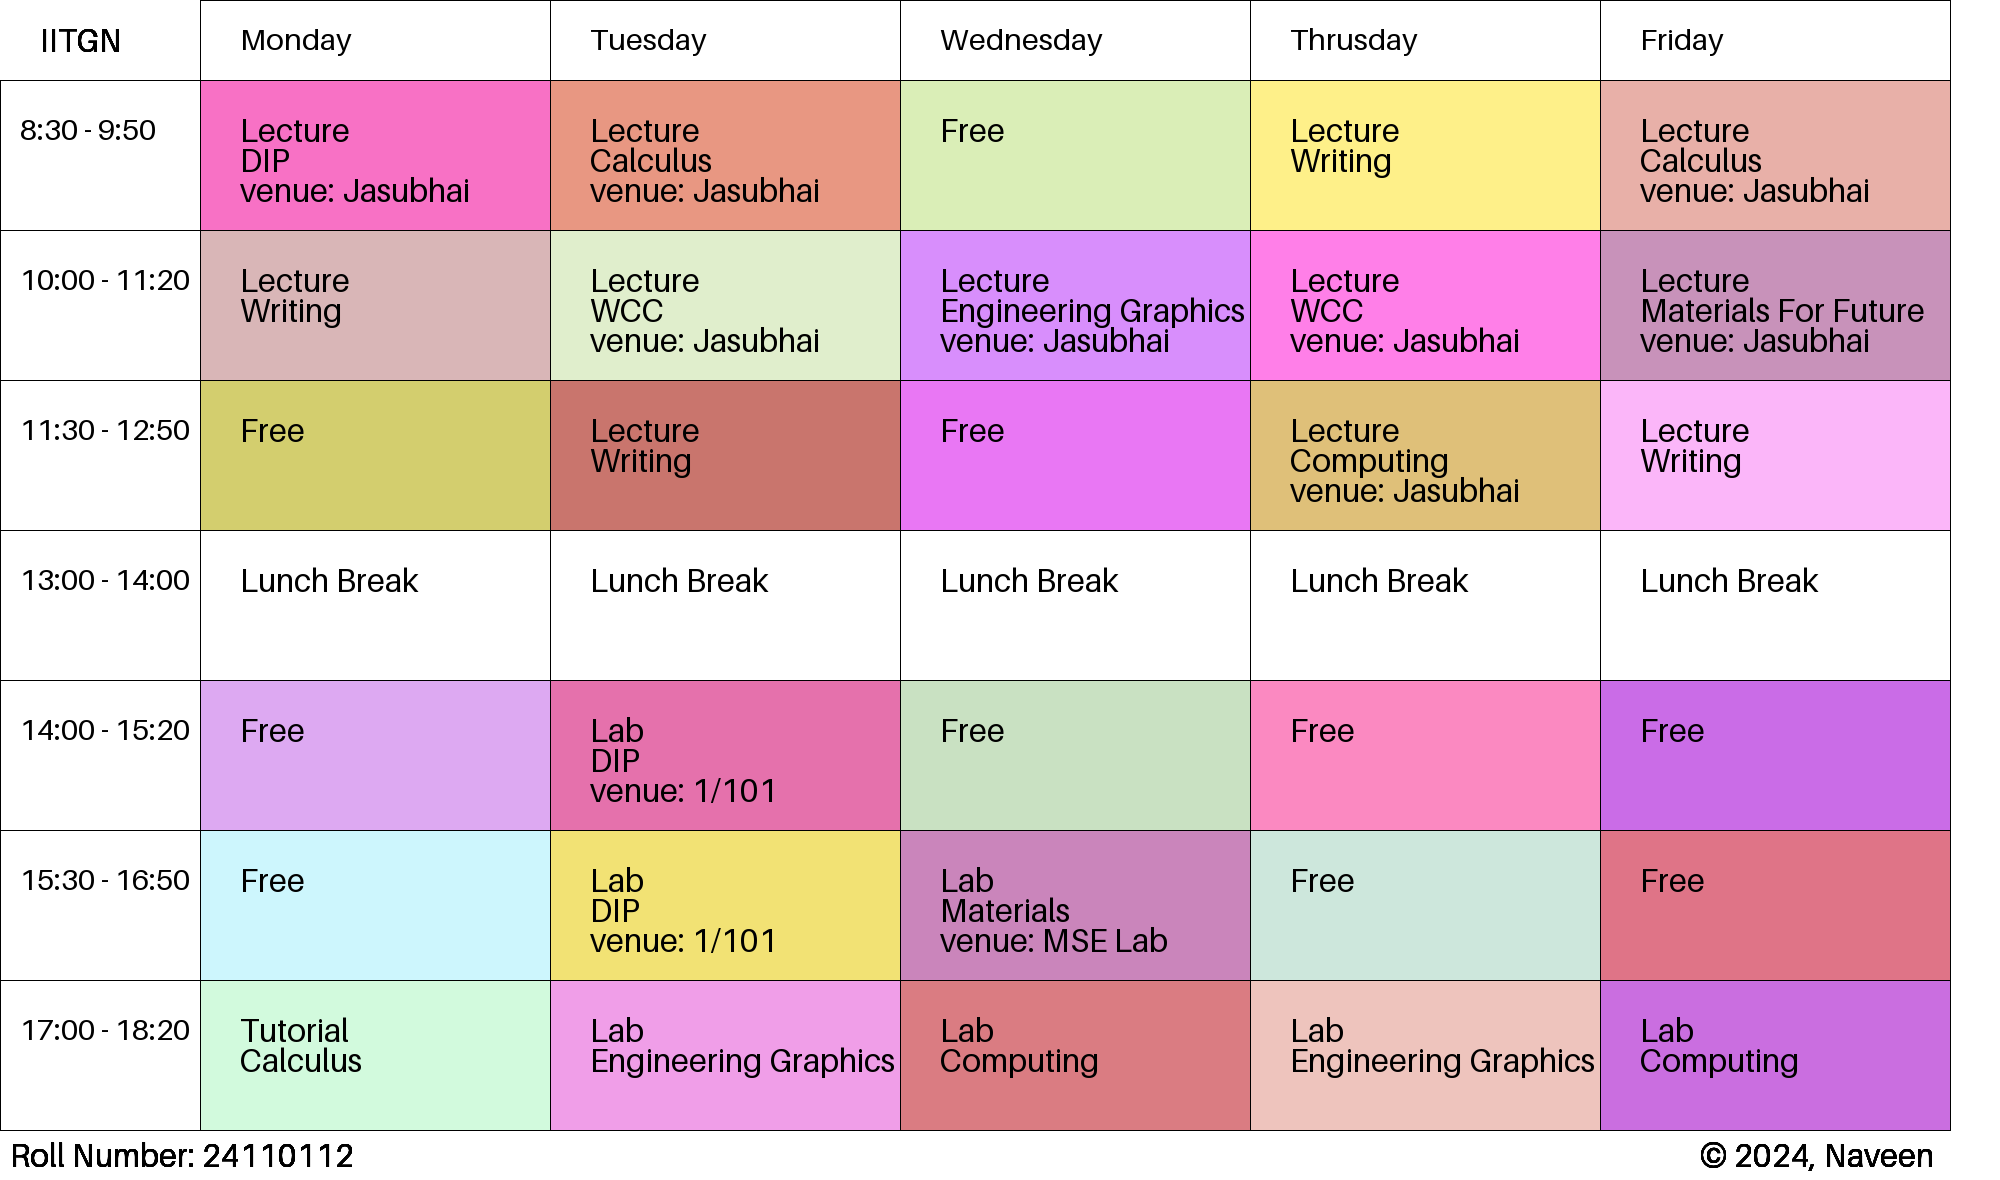 IITGN
Monday
Tuesday
Wednesday
Thrusday
Friday
8:30 - 9:50
Lecture
DIP
venue: Jasubhai
Lecture
Calculus
venue: Jasubhai
Free
Lecture
Writing
Lecture
Calculus
venue: Jasubhai
10:00 - 11:20
Lecture
Writing
Lecture
WCC
venue: Jasubhai
Lecture
Engineering Graphics
venue: Jasubhai
Lecture
WCC
venue: Jasubhai
Lecture
Materials For Future
venue: Jasubhai
11:30 - 12:50
Free
Lecture
Writing
Free
Lecture
Computing
venue: Jasubhai
Lecture
Writing
13:00 - 14:00
Lunch Break
Lunch Break
Lunch Break
Lunch Break
Lunch Break
14:00 - 15:20
Free
Lab
DIP
venue: 1/101
Free
Free
Free
15:30 - 16:50
Free
Lab
DIP
venue: 1/101
Lab
Materials
venue: MSE Lab
Free
Free
17:00 - 18:20
Tutorial
Calculus
Lab
Engineering Graphics
Lab
Computing
Lab
Engineering Graphics
Lab
Computing
Roll Number: 24110112
© 2024, Naveen